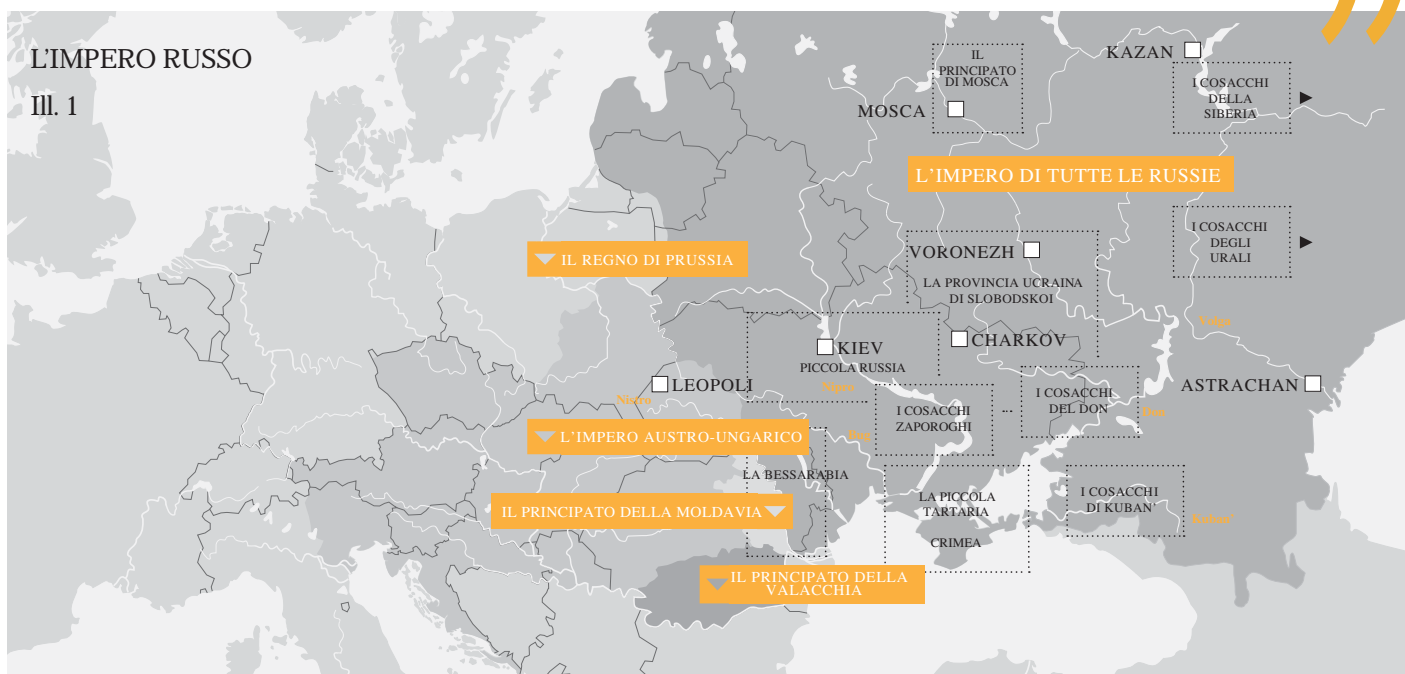 L'IMPERO RUSSO
Ill. 1
IL
PRINCIPATO
DI MOSCA
MOSCA
KAZAN
I COSACCHI
DELLA
SIBERIA
L'IMPERO DI TUTTE LE RUSSIE
I COSACCHI
DEGLI
URALI
IL REGNO DI PRUSSIA
VORONEZH
LA PROVINCIA UCRAINA
DI SLOBODSKOI
Volga
KIEV
PICCOLA RUSSIA
CHARKOV
LEOPOLI
Nistro
Nipro
ASTRACHAN
I COSACCHI
ZAPOROGHI
...
I COSACCHI
DEL DON
Don
L'IMPERO AUSTRO-UNGARICO
LA BESSARABIA
IL PRINCIPATO DELLA MOLDAVIA
LA PICCOLA
TARTARIA
CRIMEA
I COSACCHI
DI KUBAN'
Kuban'
IL PRINCIPATO DELLA
VALACCHIA